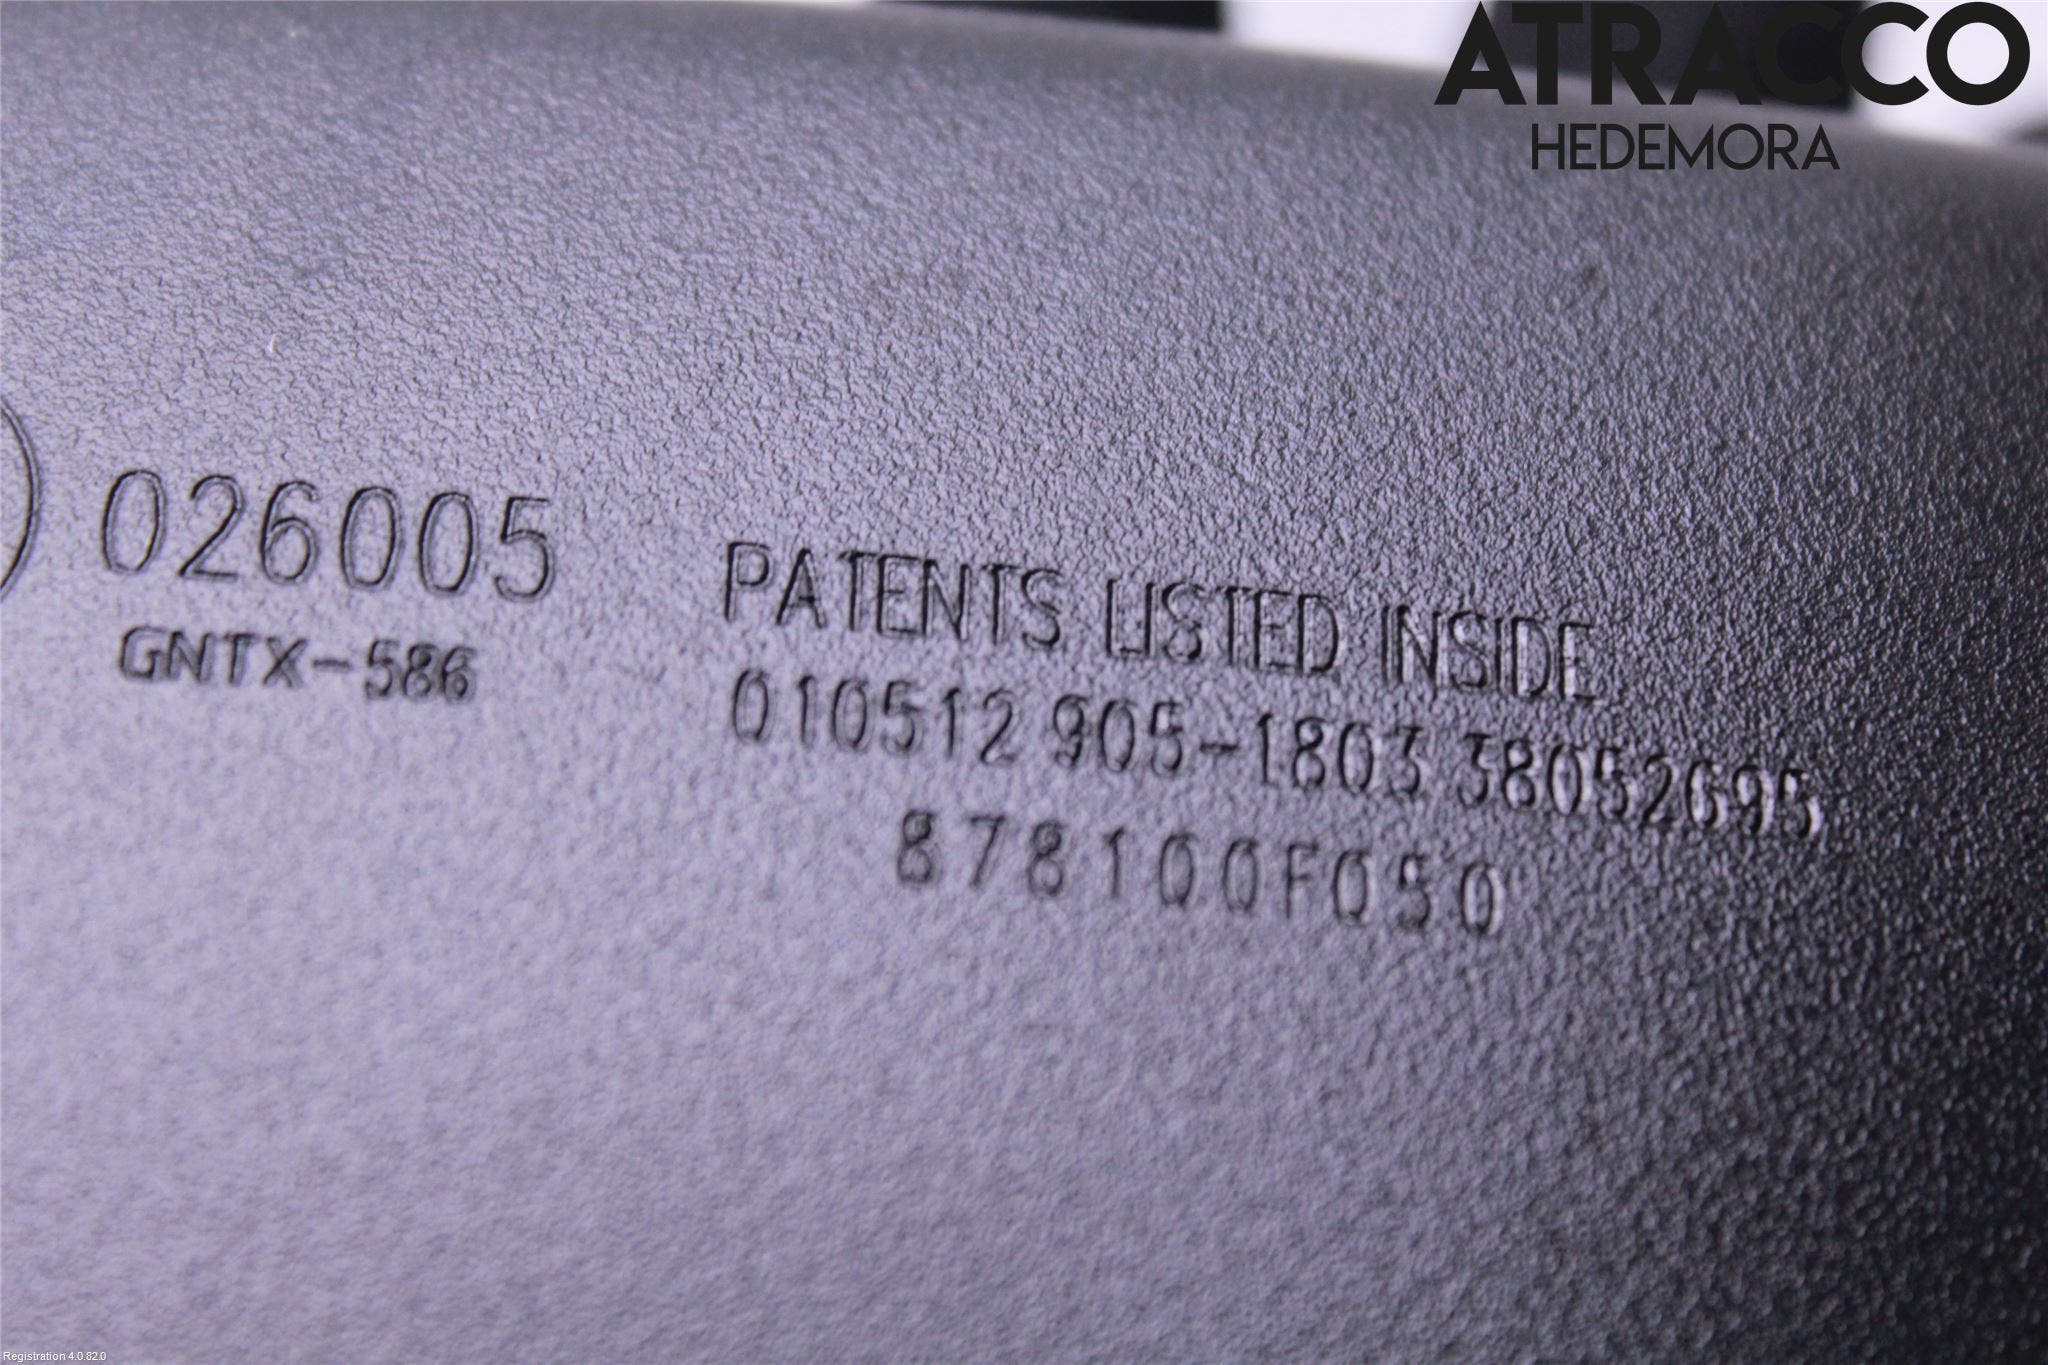 ATRACCO
HEDEMORA
026005
GNTX-586
PATENTS LISTED INSIDE
010512 905-1803 38052695
878100F050
Registration 4.0.82.0